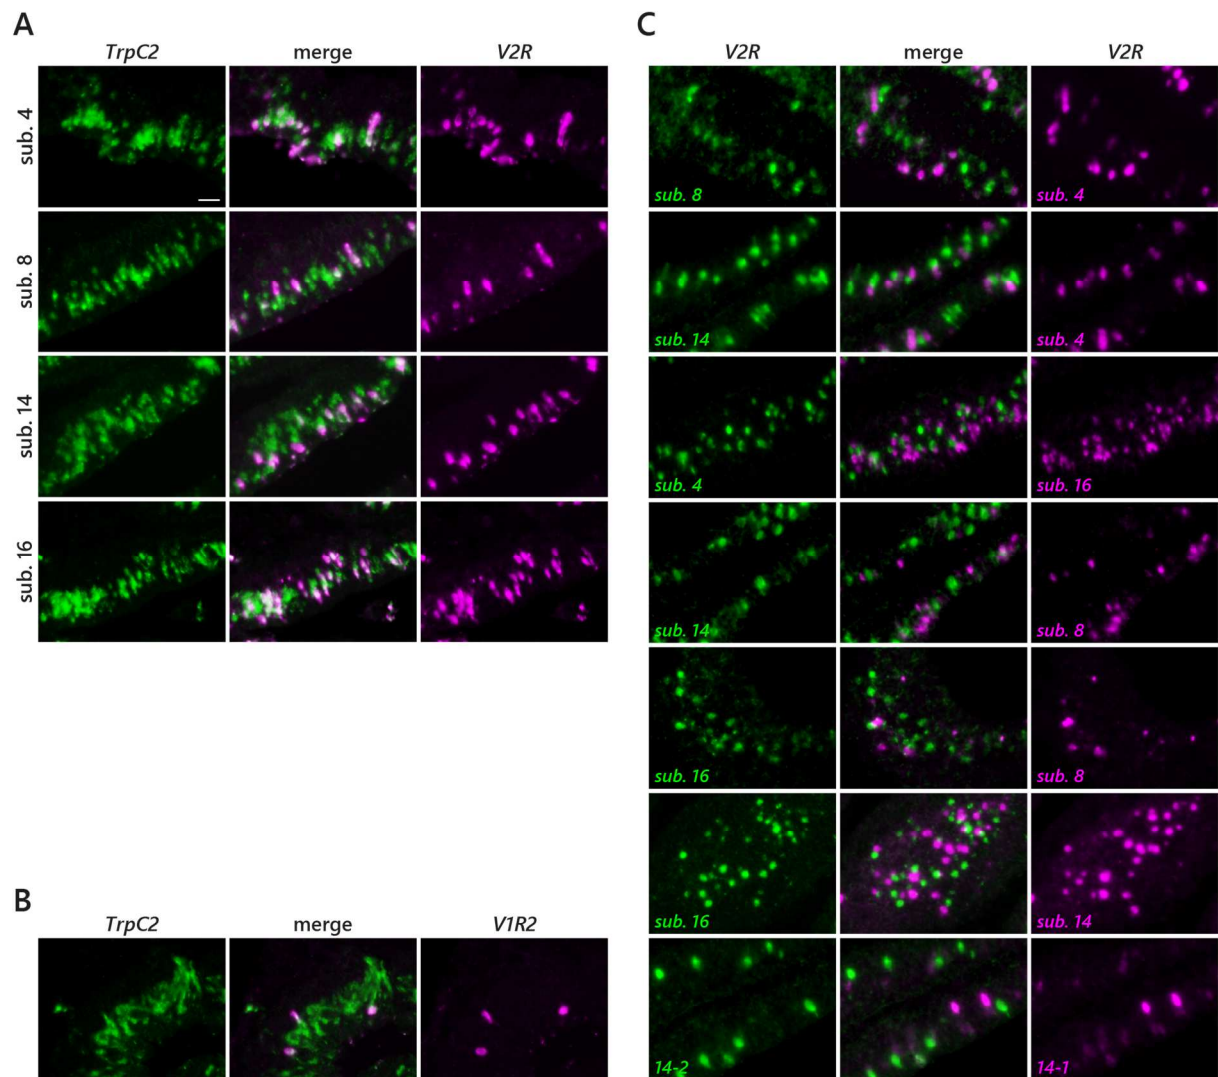 A
TrpC2 merge V2R
sub. 4
sub. 8
sub. 14
sub. 16
B
TrpC2 merge V1R2
C
V2R merge V2R
sub. 8 sub. 4
sub. 14 sub. 4
sub. 4 sub. 16
sub. 14 sub. 8
sub. 16 sub. 8
sub. 16 sub. 14
14-2 14-1